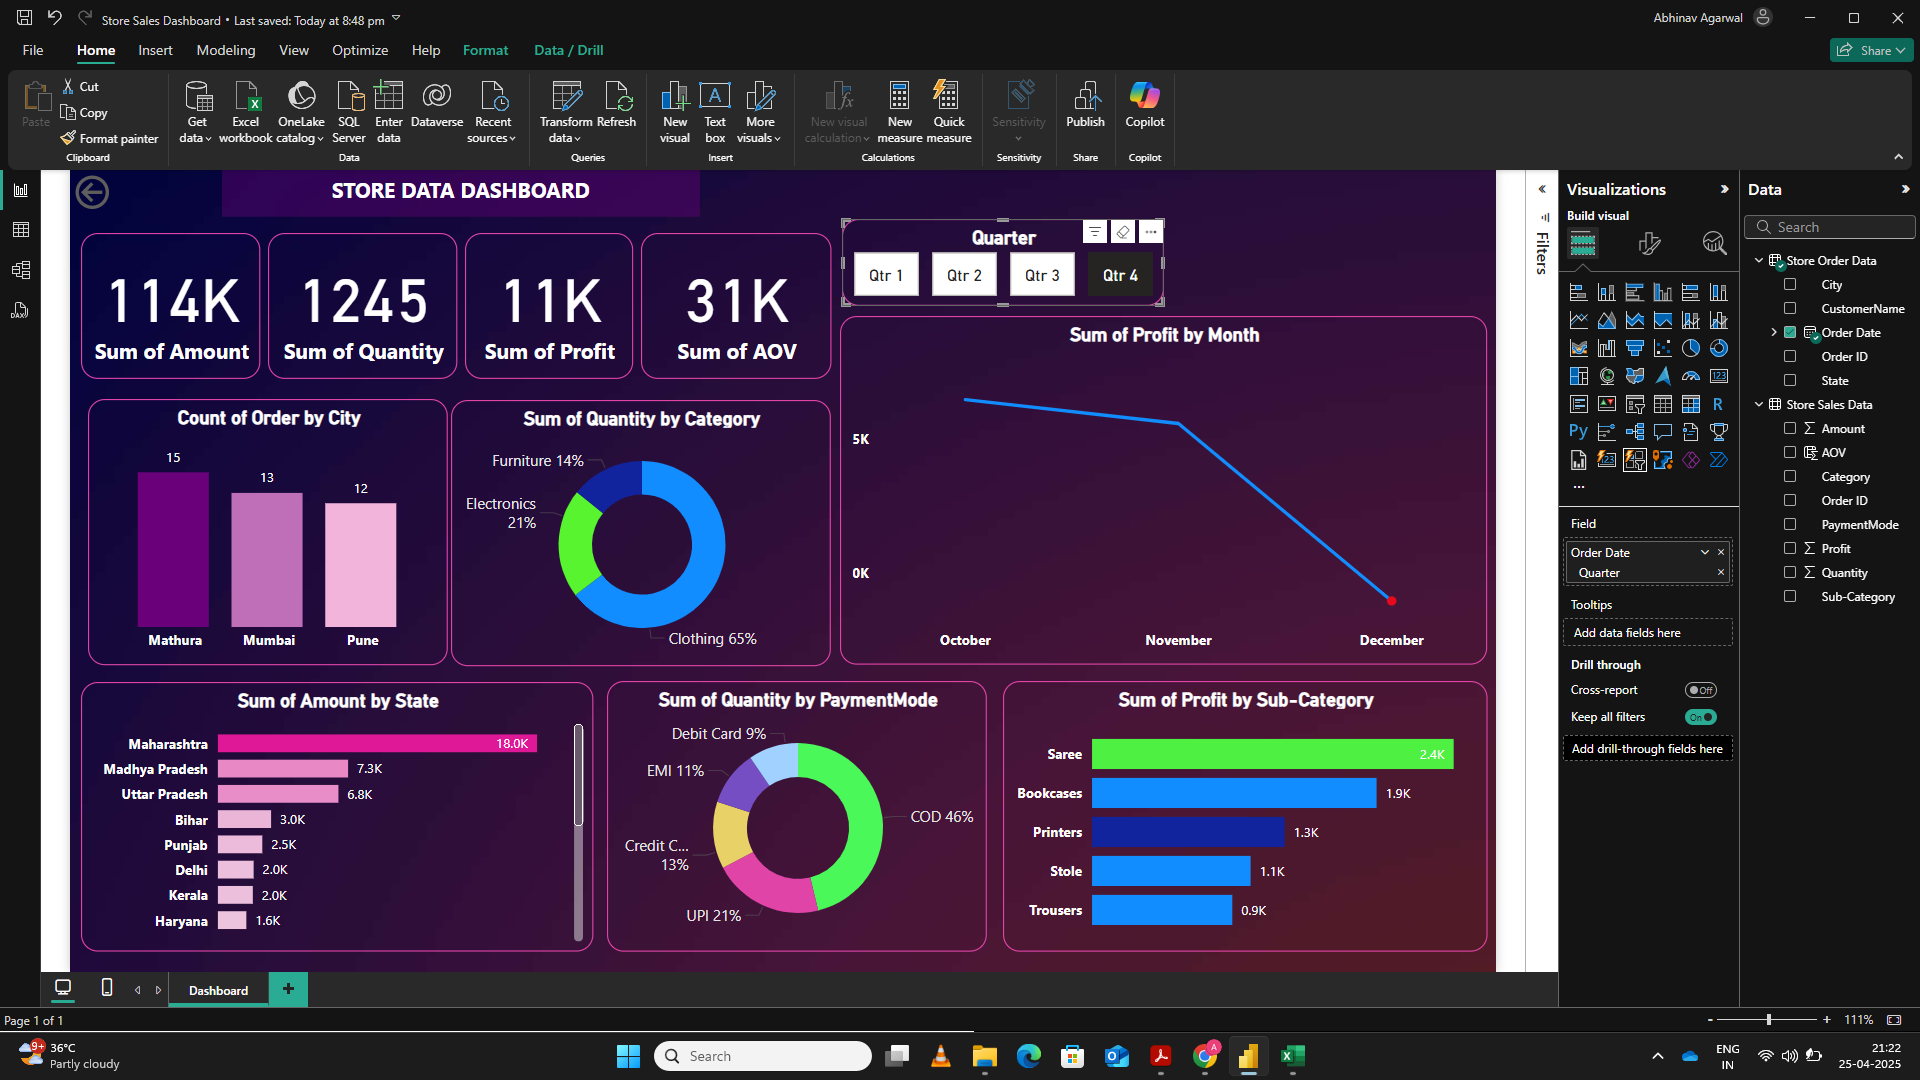 Store Sales Dashboard • Last saved: Today at 8:48 pm
Abhinav Agarwal
File
Home
Insert
Modeling
View
Optimize
Help
Format
Data / Drill
Share
Paste
Cut
Copy
Format painter
Clipboard
Get data
Excel workbook
OneLake catalog
SQL Server
Enter data
Dataverse
Recent sources
Data
Transform data
Refresh
Queries
New visual
Text box
More visuals
Insert
New visual calculation
New measure
Quick measure
Calculations
Sensitivity
Sensitivity
Publish
Share
Copilot
Copilot
STORE DATA DASHBOARD
114K
Sum of Amount
1245
Sum of Quantity
11K
Sum of Profit
31K
Sum of AOV
Quarter
Qtr 1
Qtr 2
Qtr 3
Qtr 4
Count of Order by City
15
13
12
Mathura
Mumbai
Pune
Sum of Quantity by Category
Furniture 14%
Electronics
21%
Clothing 65%
Sum of Profit by Month
5K
0K
October
November
December
Sum of Amount by State
Maharashtra 18.0K
Madhya Pradesh 7.3K
Uttar Pradesh 6.8K
Bihar 3.0K
Punjab 2.5K
Delhi 2.0K
Kerala 2.0K
Haryana 1.6K
Sum of Quantity by PaymentMode
Debit Card 9%
EMI 11%
COD 46%
Credit C...
13%
UPI 21%
Sum of Profit by Sub-Category
Saree 2.4K
Bookcases 1.9K
Printers 1.3K
Stole 1.1K
Trousers 0.9K
Filters
Visualizations
Build visual
123
R
Py
123
...
Field
Order Date
Quarter
Tooltips
Add data fields here
Drill through
Cross-report
Off
Keep all filters
On
Add drill-through fields here
Data
Search
Store Order Data
City
CustomerName
Order Date
Order ID
State
Store Sales Data
Amount
AOV
Category
Order ID
PaymentMode
Profit
Quantity
Sub-Category
Dashboard
Page 1 of 1
111%
9+
36°C
Partly cloudy
Search
A
ENG
IN
21:22
25-04-2025